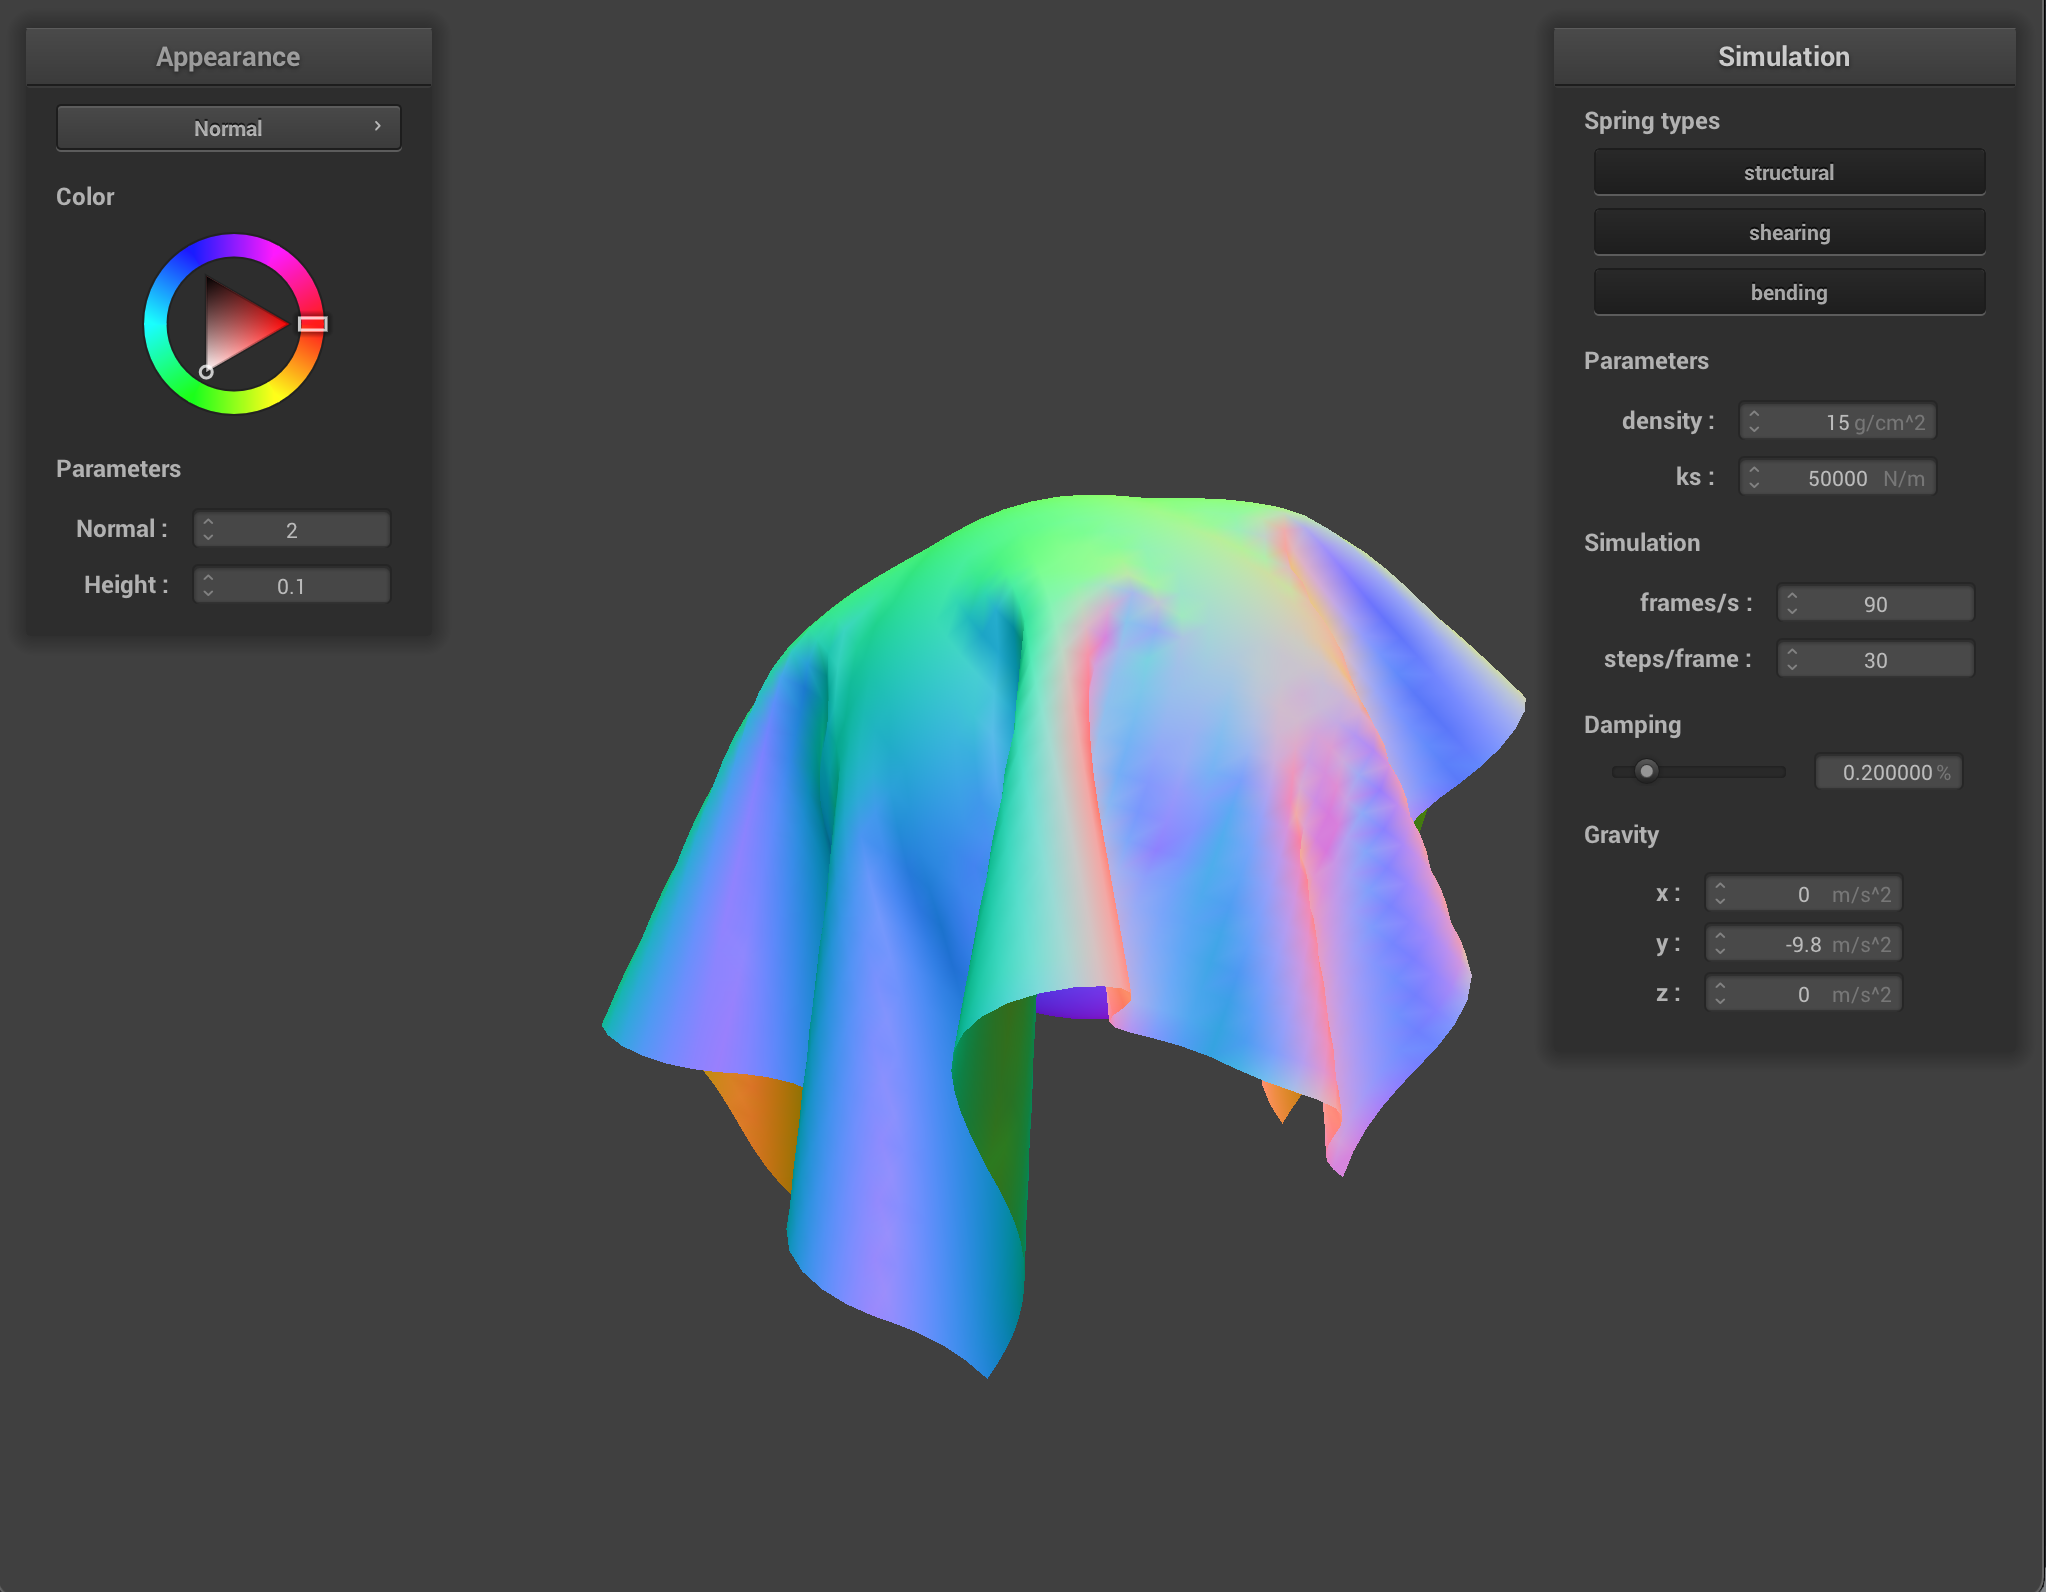 Appearance
Normal
Color
Parameters
Normal : 2
Height : 0.1
Simulation
Spring types
structural
shearing
bending
Parameters
density : 15 g/cm^2
ks : 50000 N/m
Simulation
frames/s : 90
steps/frame : 30
Damping
0.200000 %
Gravity
x : 0 m/s^2
y : -9.8 m/s^2
z : 0 m/s^2